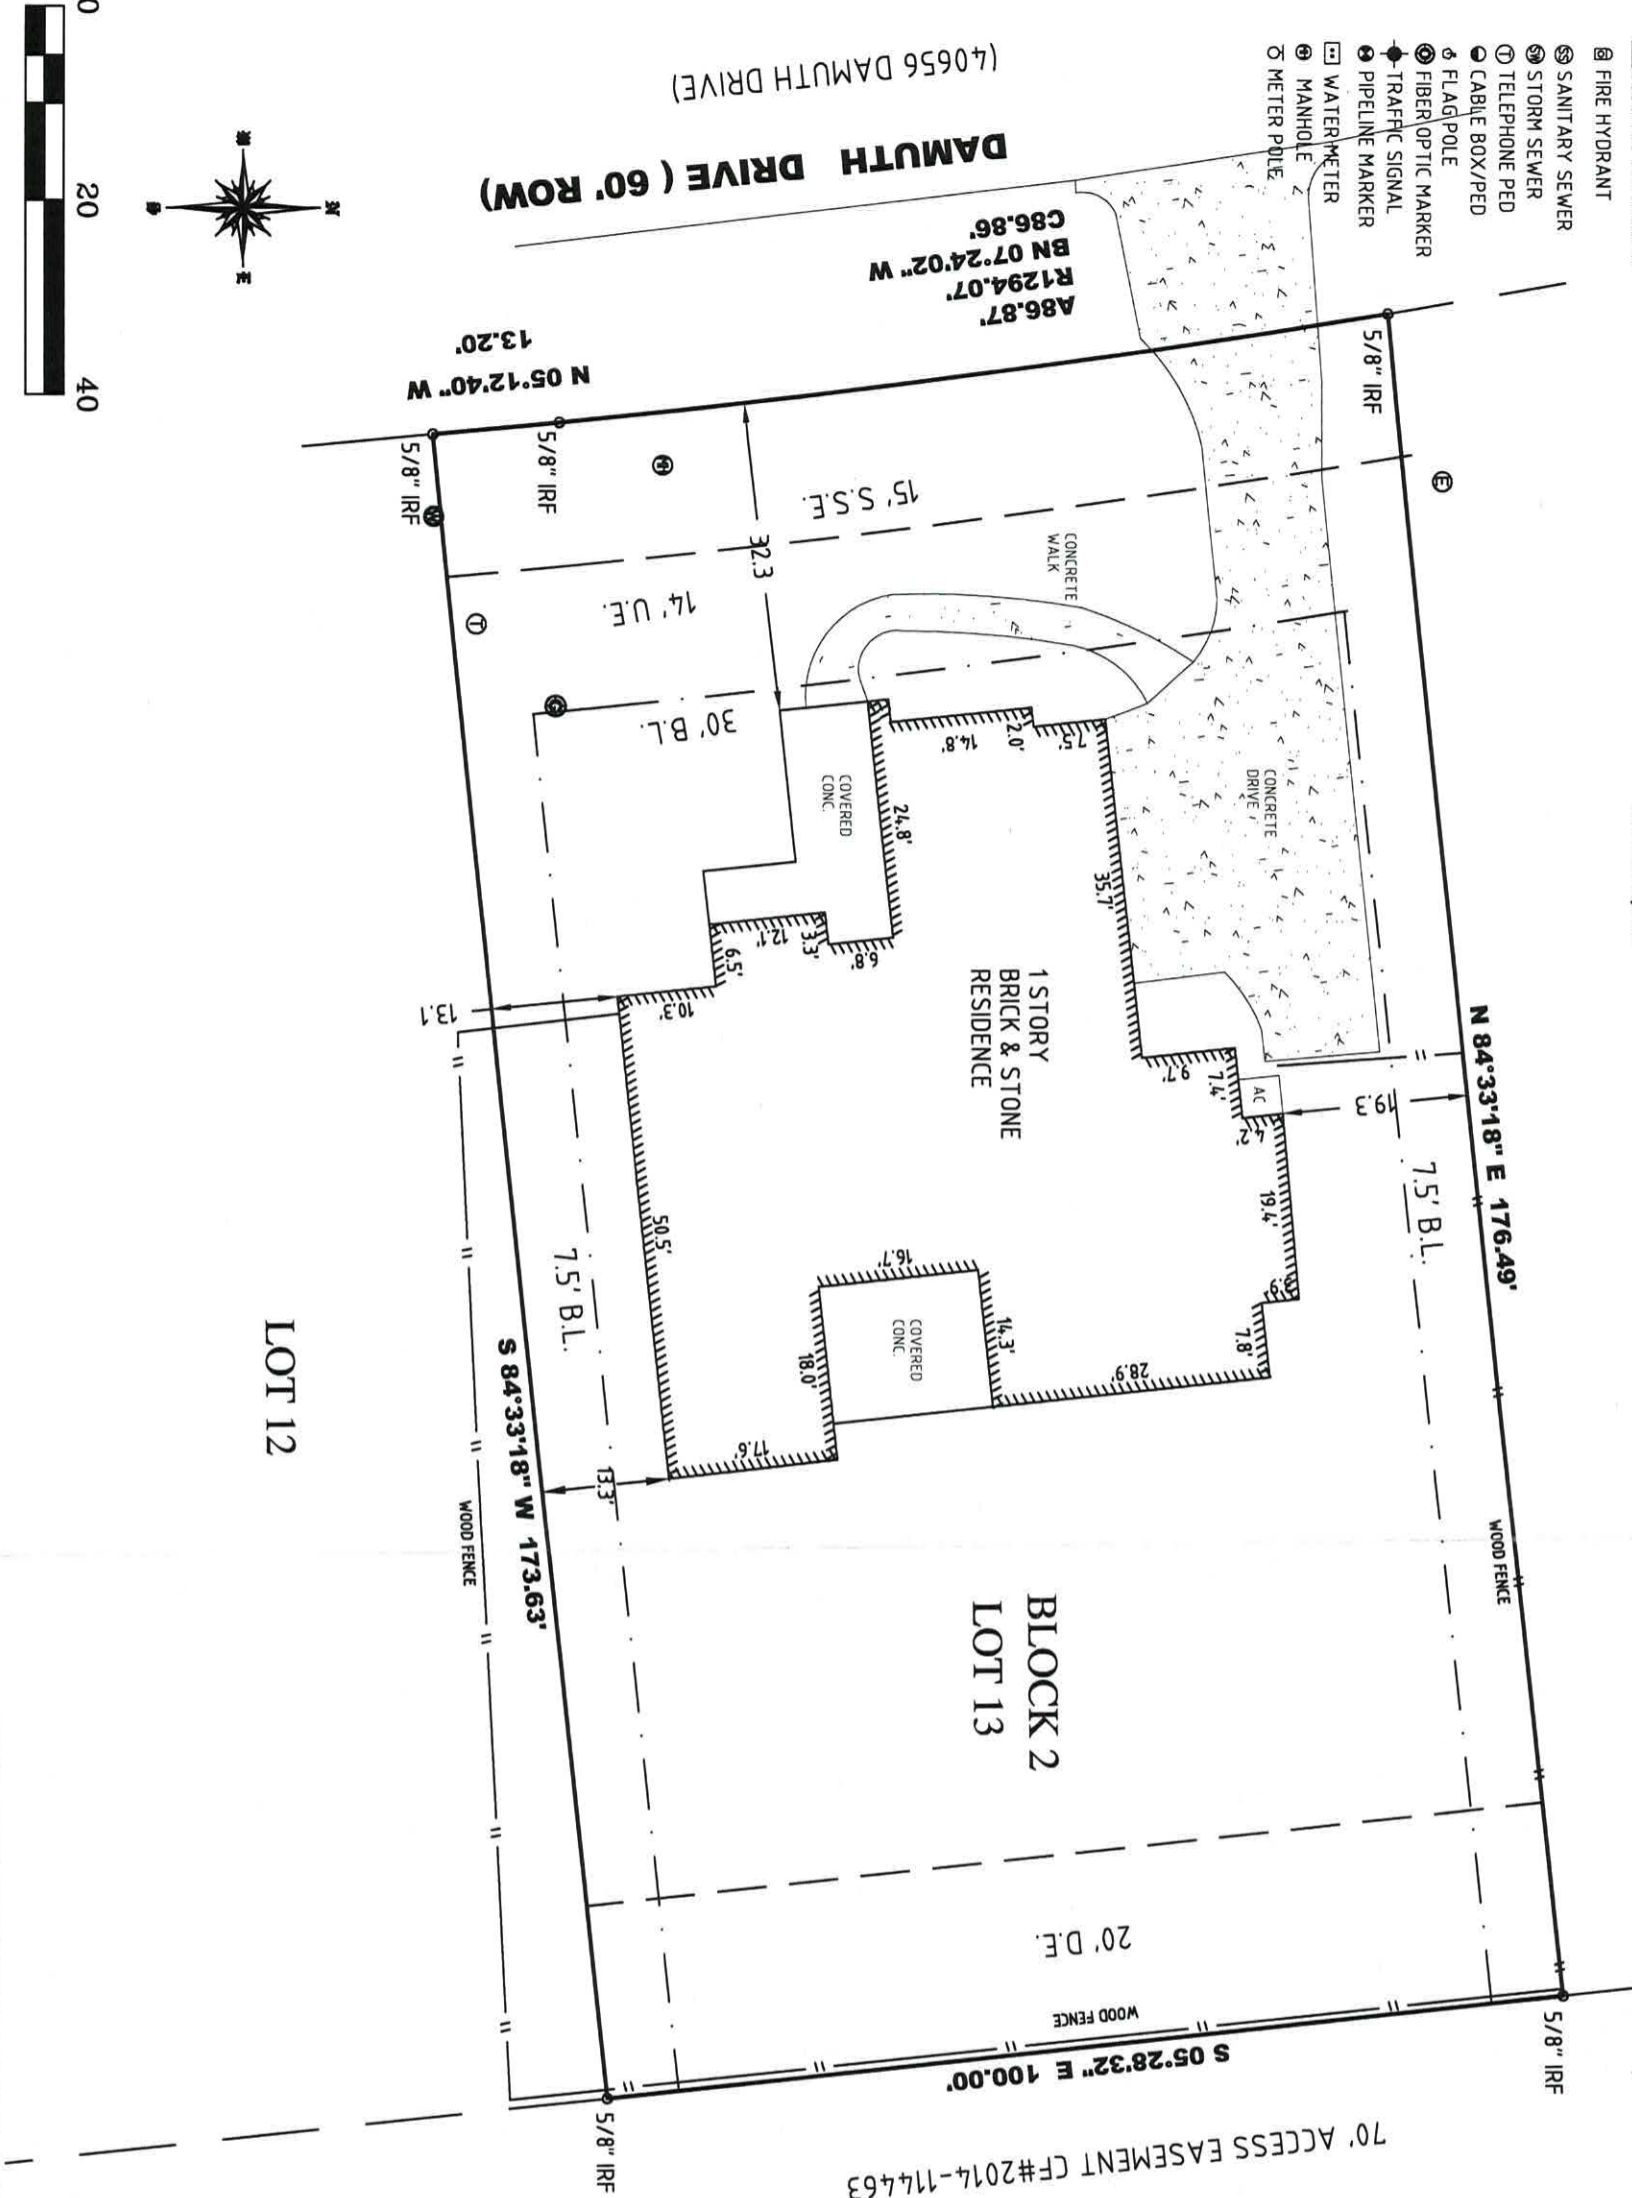 FIRE HYDRANT
SANITARY SEWER
STORM SEWER
TELEPHONE PED
CABLE BOX/PED
FLAG POLE
FIBER OPTIC MARKER
TRAFFIC SIGNAL
PIPELINE MARKER
WATER METER
MANHOLE
METER POLE
0 20 40
N
E
(40656 DAMUTH DRIVE)
DAMUTH DRIVE ( 60' ROW)
A86.87'
R1294.07'
BN 07°24'02" W
C86.86'
N 05°12'40" W
13.20'
5/8" IRF
5/8" IRF
5/8" IRF
W
T
E
G
15' S.S.E.
14' U.E.
30' B.L.
32.3
CONCRETE
WALK
CONCRETE
DRIVE
COVERED
CONC.
14.8'
2.0'
7.5'
24.8'
35.7'
6.8'
3.3'
12.1'
6.5'
10.3'
13.1
9.7'
7.4'
AC
4.2'
19.3
19.4'
3.9'
7.8'
28.9'
14.3'
16.7'
18.0'
17.6'
50.5'
13.3'
1 STORY
BRICK & STONE
RESIDENCE
COVERED
CONC.
N 84°33'18" E 176.49'
7.5' B.L.
WOOD FENCE
7.5' B.L.
S 84°33'18" W 173.63'
WOOD FENCE
LOT 12
BLOCK 2
LOT 13
20' D.E.
WOOD FENCE
S 05°28'32" E 100.00'
5/8" IRF
5/8" IRF
70' ACCESS EASEMENT CF#2014-114463